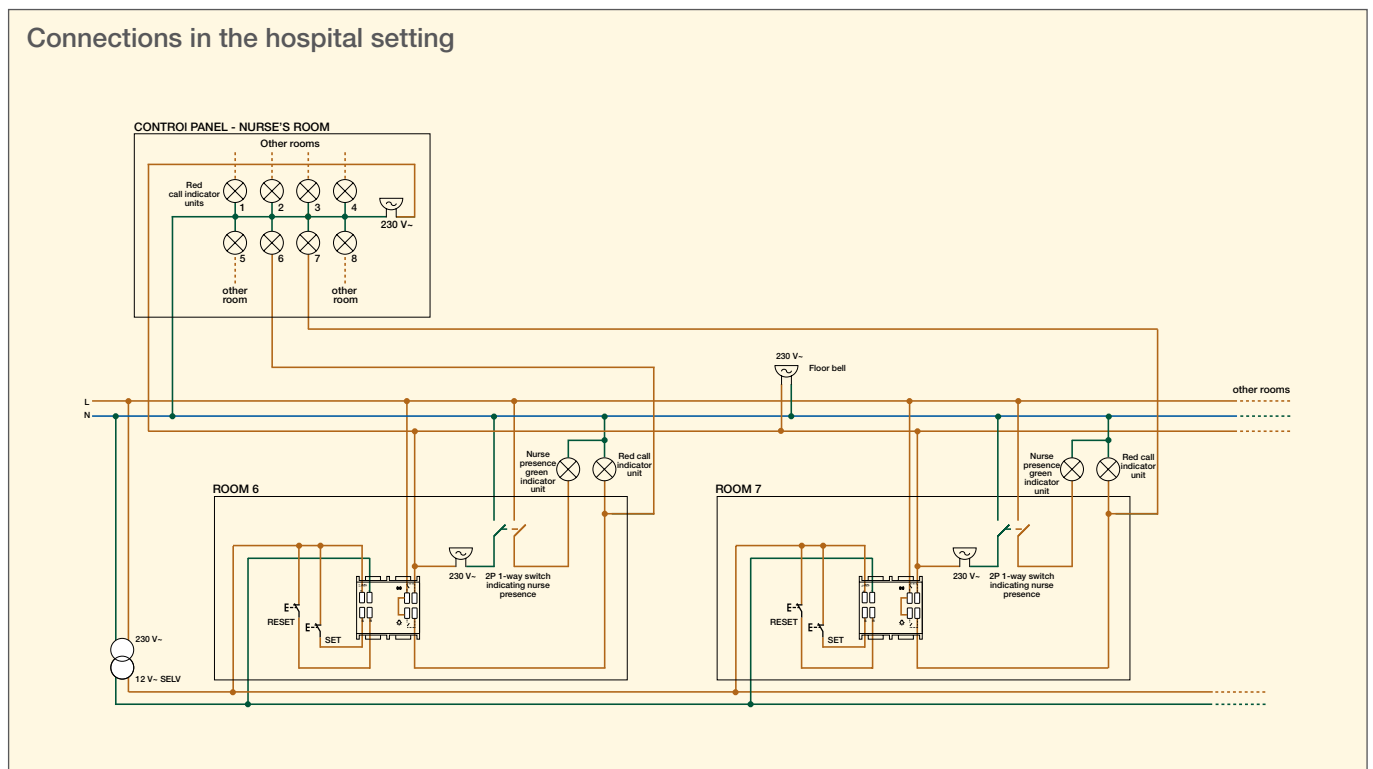 Connections in the hospital setting
CONTROl PANEL - NURSE'S ROOM
Other rooms
Red
call indicator
units
1
2
3
4
230 V~
5
6
7
8
other
room
other
room
230 V~
Floor bell
other rooms
L
N
Nurse
presence
green
indicator
unit
Red call
indicator
unit
Nurse
presence
green
indicator
unit
Red call
indicator
unit
ROOM 6
ROOM 7
230 V~
2P 1-way switch
indicating nurse
presence
230 V~
2P 1-way switch
indicating nurse
presence
RESET
SET
RESET
SET
230 V~
12 V~ SELV